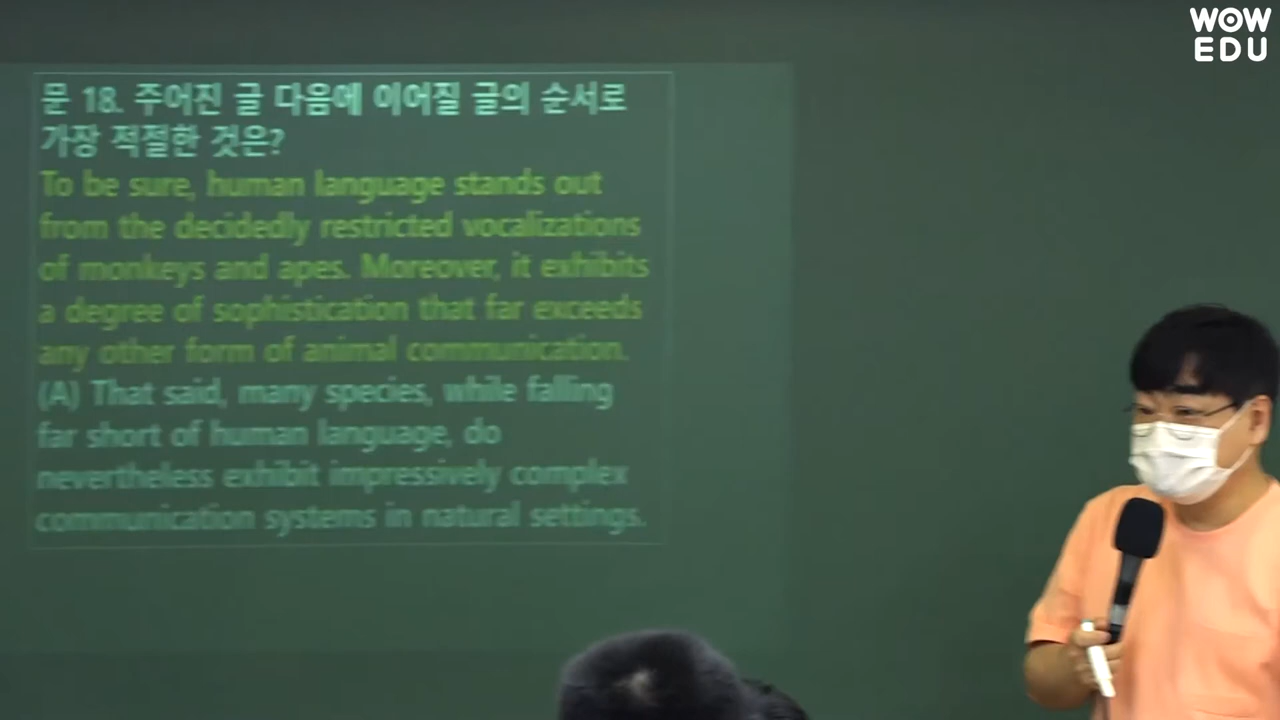 WOW
EDU
문 18. 주어진 글 다음에 이어질 글의 순서로
가장 적절한 것은?
To be sure, human language stands out
from the decidedly restricted vocalizations
of monkeys and apes. Moreover, it exhibits
a degree of sophistication that far exceeds
any other form of animal communication.
(A) That said, many species, while falling
far short of human language, do
nevertheless exhibit impressively complex
communication systems in natural settings.